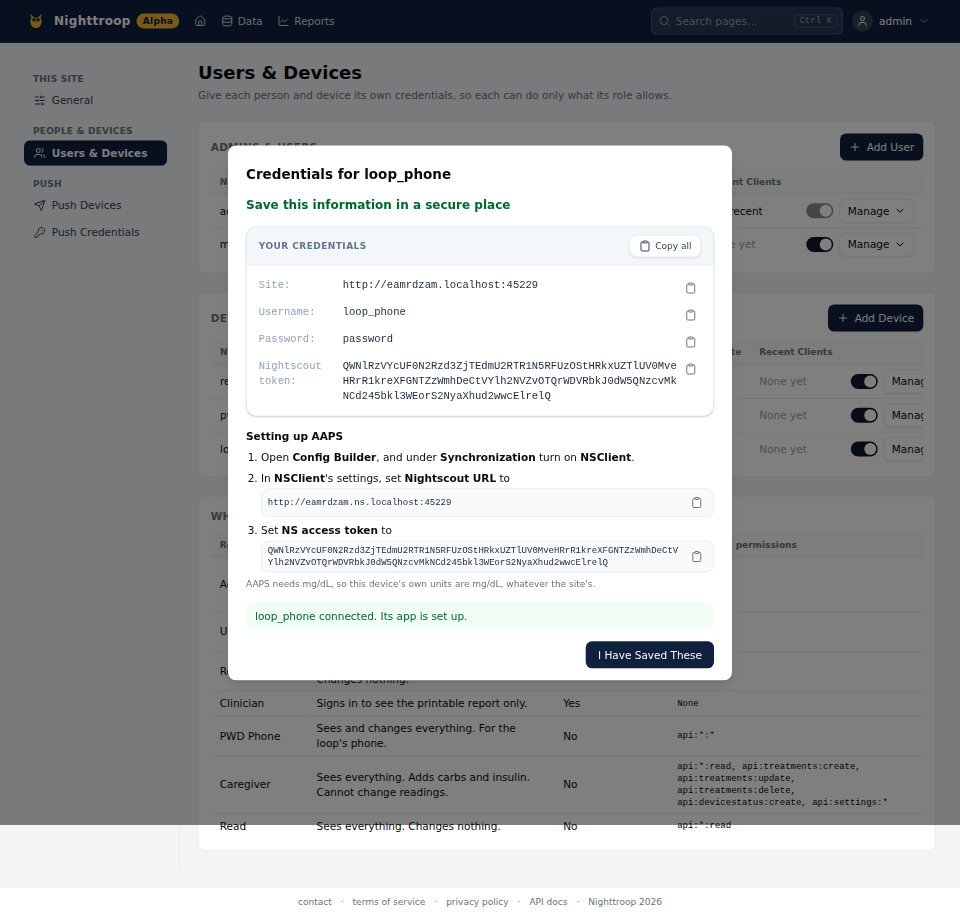 Nighttroop Alpha Data Reports Search pages... Ctrl K admin
THIS SITE
General
PEOPLE & DEVICES
Users & Devices
PUSH
Push Devices
Push Credentials
Users & Devices
Give each person and device its own credentials, so each can do only what its role allows.
Add User
nt Clients
recent Manage
yet Manage
Add Device
Recent Clients
None yet Manag
None yet Manag
None yet Manag
Credentials for loop_phone
Save this information in a secure place
YOUR CREDENTIALS Copy all
Site: http://eamrdzam.localhost:45229
Username: loop_phone
Password: password
Nightscout token: QWNlRzVYcUF0N2Rzd3ZjTEdmU2RTR1N5RFUzOStHRkxUZTlUV0Mve
HRrR1kreXFGNTZzWmhDeCtVYlh2NVZvOTQrWDVRbkJ0dW5QNzcvMk
NCd245bkl3WEorS2NyaXhud2wwcElrelQ
Setting up AAPS
1. Open Config Builder, and under Synchronization turn on NSClient.
2. In NSClient's settings, set Nightscout URL to
http://eamrdzam.ns.localhost:45229
3. Set NS access token to
QWNlRzVYcUF0N2Rzd3ZjTEdmU2RTR1N5RFUzOStHRkxUZTlUV0MveHRrR1kreXFGNTZzWmhDeCtV
Ylh2NVZvOTQrWDVRbkJ0dW5QNzcvMkNCd245bkl3WEorS2NyaXhud2wwcElrelQ
AAPS needs mg/dL, so this device's own units are mg/dL, whatever the site's.
loop_phone connected. Its app is set up.
I Have Saved These
permissions
Changes nothing.
Clinician Signs in to see the printable report only. Yes None
PWD Phone Sees and changes everything. For the loop's phone. No api:*:*
Caregiver Sees everything. Adds carbs and insulin. Cannot change readings. No api:*:read, api:treatments:create,
api:treatments:update,
api:treatments:delete,
api:devicestatus:create, api:settings:*
Read Sees everything. Changes nothing. No api:*:read
contact · terms of service · privacy policy · API docs · Nighttroop 2026